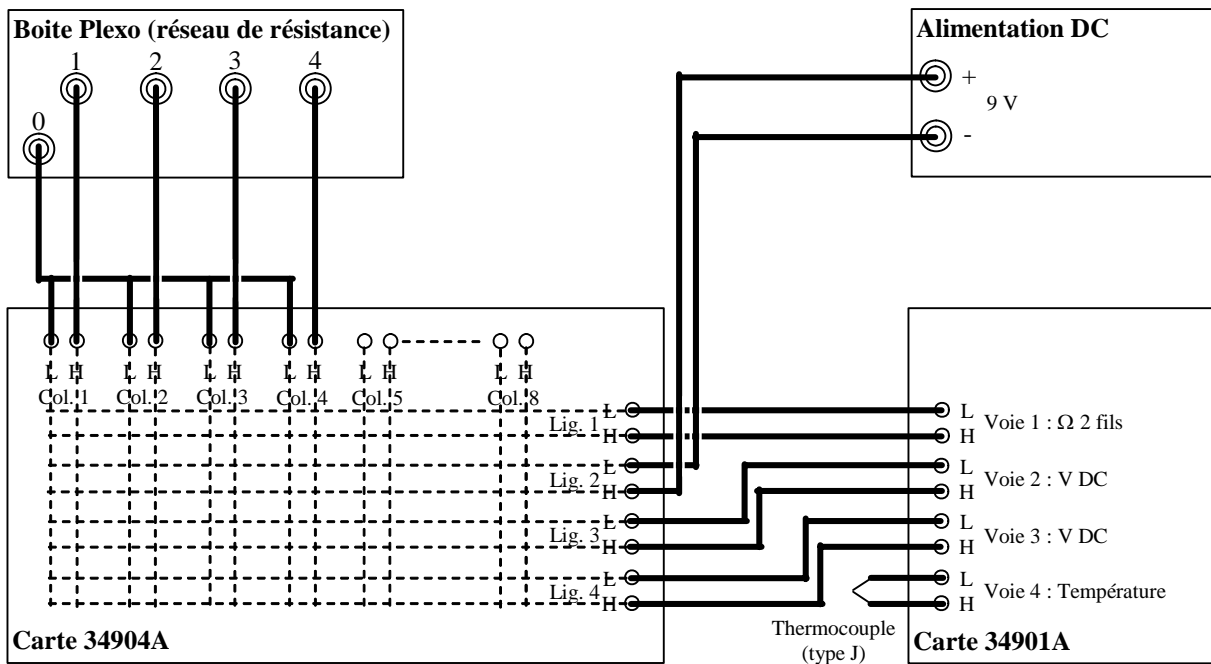 Boite Plexo (réseau de résistance)
1 2 3 4
0
Alimentation DC
+
9 V
-
L H L H L H L H L H L H
Col. 1 Col. 2 Col. 3 Col. 4 Col. 5 Col. 8
L
Lig. 1
H
L
Lig. 2
H
L
Lig. 3
H
L
Lig. 4
H
Carte 34904A
L
Voie 1 : Ω 2 fils
H
L
Voie 2 : V DC
H
L
Voie 3 : V DC
H
L
Voie 4 : Température
H
Thermocouple
(type J)
Carte 34901A